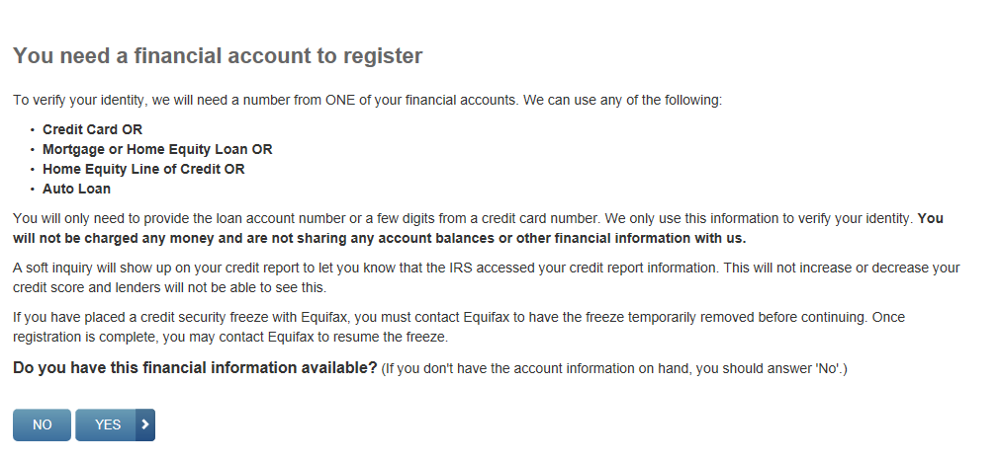 You need a financial account to register
To verify your identity, we will need a number from ONE of your financial accounts. We can use any of the following:
• Credit Card OR
• Mortgage or Home Equity Loan OR
• Home Equity Line of Credit OR
• Auto Loan
You will only need to provide the loan account number or a few digits from a credit card number. We only use this information to verify your identity. You
will not be charged any money and are not sharing any account balances or other financial information with us.
A soft inquiry will show up on your credit report to let you know that the IRS accessed your credit report information. This will not increase or decrease your
credit score and lenders will not be able to see this.
If you have placed a credit security freeze with Equifax, you must contact Equifax to have the freeze temporarily removed before continuing. Once
registration is complete, you may contact Equifax to resume the freeze.
Do you have this financial information available? (If you don't have the account information on hand, you should answer 'No'.)
NO YES